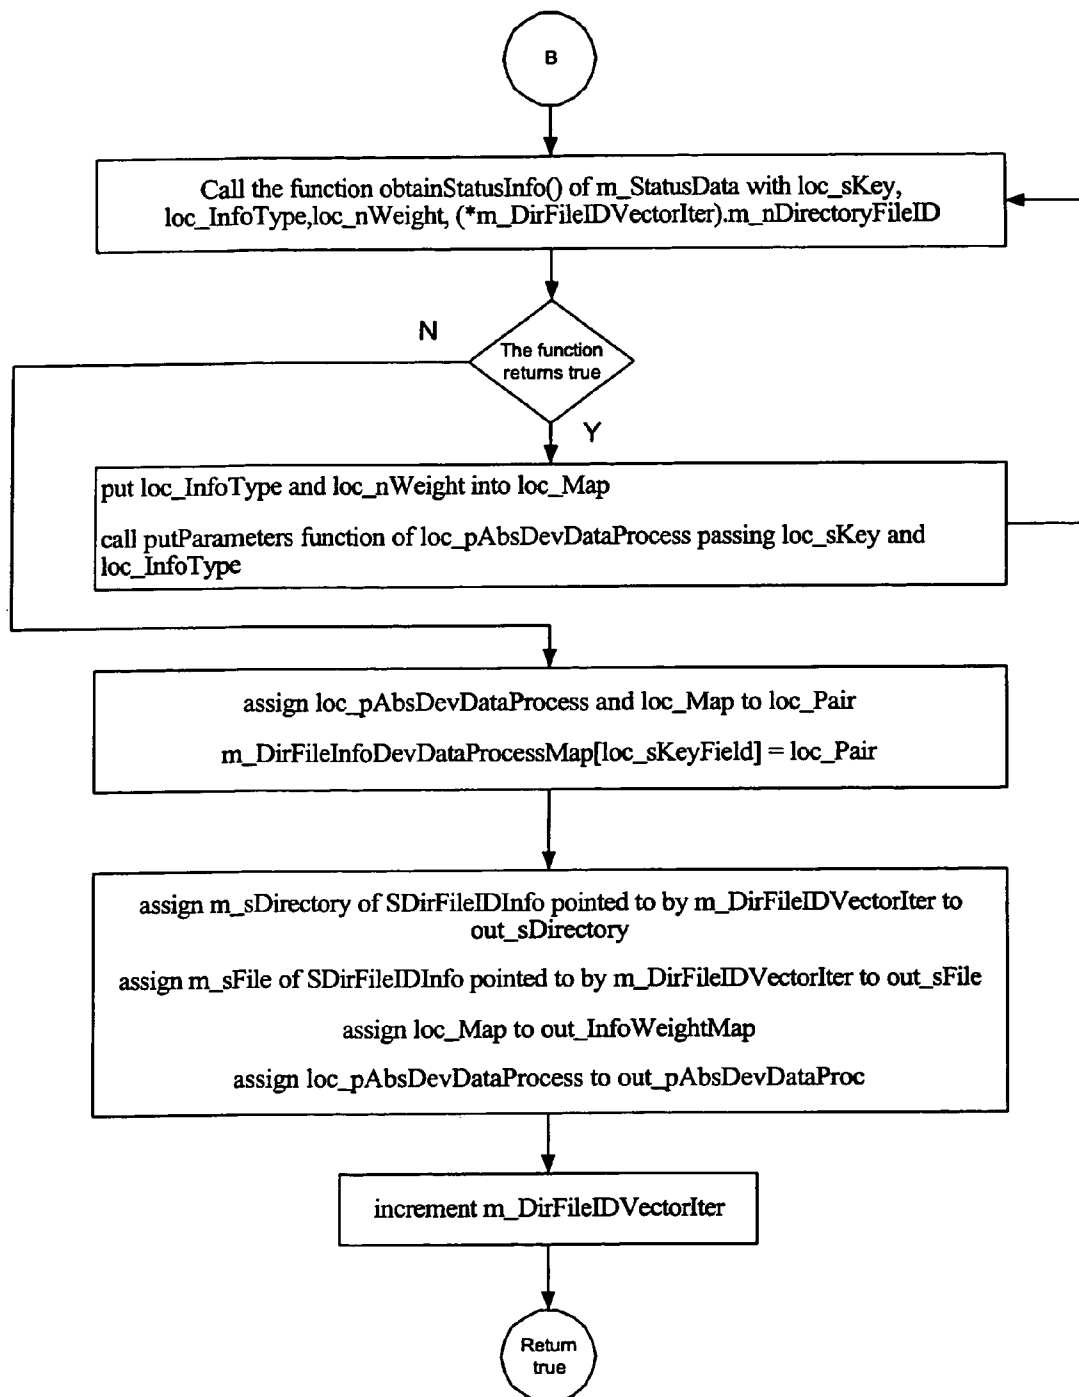 B
Call the function obtainStatusInfo() of m_StatusData with loc_sKey,
loc_InfoType,loc_nWeight, (*m_DirFileIDVectorIter).m_nDirectoryFileID
N
The function
returns true
Y
put loc_InfoType and loc_nWeight into loc_Map
call putParameters function of loc_pAbsDevDataProcess passing loc_sKey and
loc_InfoType
assign loc_pAbsDevDataProcess and loc_Map to loc_Pair
m_DirFileInfoDevDataProcessMap[loc_sKeyField] = loc_Pair
assign m_sDirectory of SDirFileIDInfo pointed to by m_DirFileIDVectorIter to
out_sDirectory
assign m_sFile of SDirFileIDInfo pointed to by m_DirFileIDVectorIter to out_sFile
assign loc_Map to out_InfoWeightMap
assign loc_pAbsDevDataProcess to out_pAbsDevDataProc
increment m_DirFileIDVectorIter
Return
true